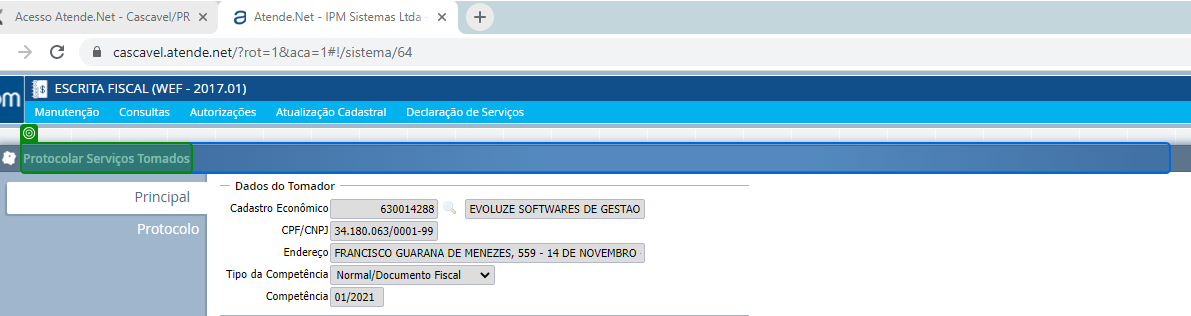 Acesso Atende.Net - Cascavel/PR
Atende.Net - IPM Sistemas Ltda -
cascavel.atende.net/?rot=1&aca=1#!/sistema/64
om
ESCRITA FISCAL (WEF - 2017.01)
Manutenção Consultas Autorizações Atualização Cadastral Declaração de Serviços
Protocolar Serviços Tomados
Principal
Protocolo
Dados do Tomador
Cadastro Econômico 630014288 EVOLUZE SOFTWARES DE GESTAO
CPF/CNPJ 34.180.063/0001-99
Endereço FRANCISCO GUARANA DE MENEZES, 559 - 14 DE NOVEMBRO
Tipo da Competência Normal/Documento Fiscal
Competência 01/2021